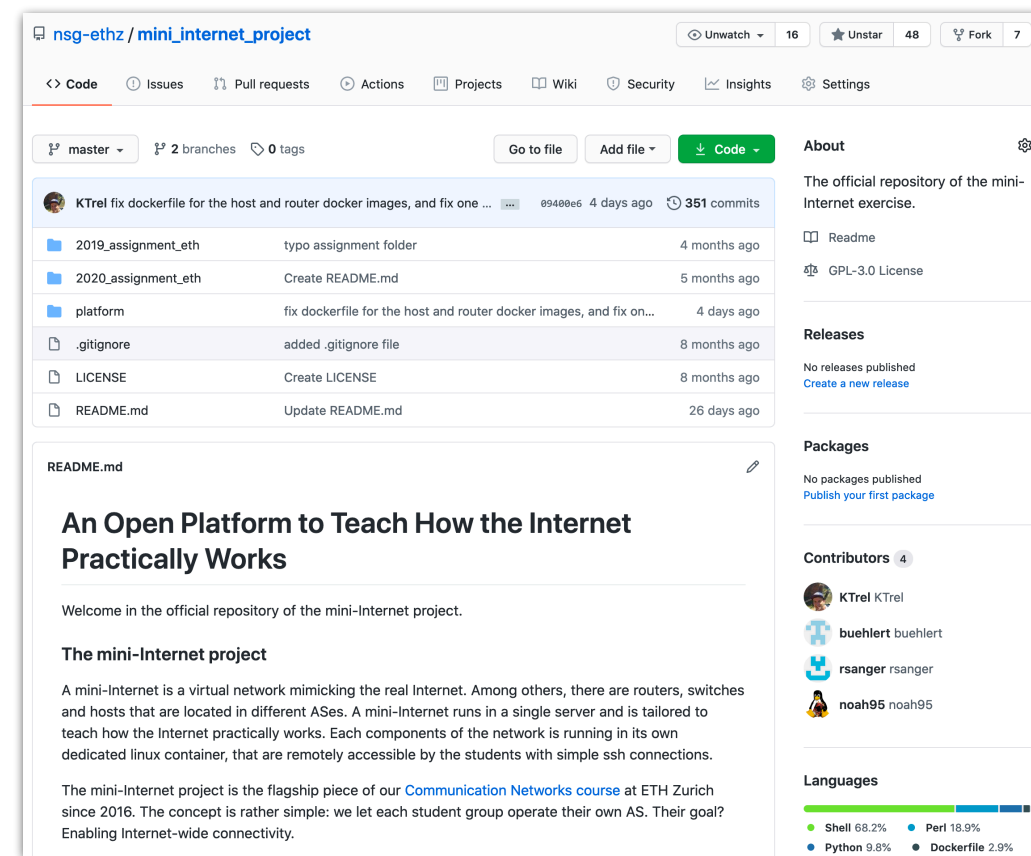 nsg-ethz / mini_internet_project
Unwatch 16
Unstar 48
Fork 7
Code Issues Pull requests Actions Projects Wiki Security Insights Settings
master 2 branches 0 tags Go to file Add file Code
KTrel fix dockerfile for the host and router docker images, and fix one ... ... 09400e6 4 days ago 351 commits
2019_assignment_eth typo assignment folder 4 months ago
2020_assignment_eth Create README.md 5 months ago
platform fix dockerfile for the host and router docker images, and fix on... 4 days ago
.gitignore added .gitignore file 8 months ago
LICENSE Create LICENSE 8 months ago
README.md Update README.md 26 days ago
README.md
An Open Platform to Teach How the Internet
Practically Works
Welcome in the official repository of the mini-Internet project.
The mini-Internet project
A mini-Internet is a virtual network mimicking the real Internet. Among others, there are routers, switches
and hosts that are located in different ASes. A mini-Internet runs in a single server and is tailored to
teach how the Internet practically works. Each components of the network is running in its own
dedicated linux container, that are remotely accessible by the students with simple ssh connections.
The mini-Internet project is the flagship piece of our Communication Networks course at ETH Zurich
since 2016. The concept is rather simple: we let each student group operate their own AS. Their goal?
Enabling Internet-wide connectivity.
About
The official repository of the mini-
Internet exercise.
Readme
GPL-3.0 License
Releases
No releases published
Create a new release
Packages
No packages published
Publish your first package
Contributors 4
KTrel KTrel
buehlert buehlert
rsanger rsanger
noah95 noah95
Languages
Shell 68.2% Perl 18.9%
Python 9.8% Dockerfile 2.9%